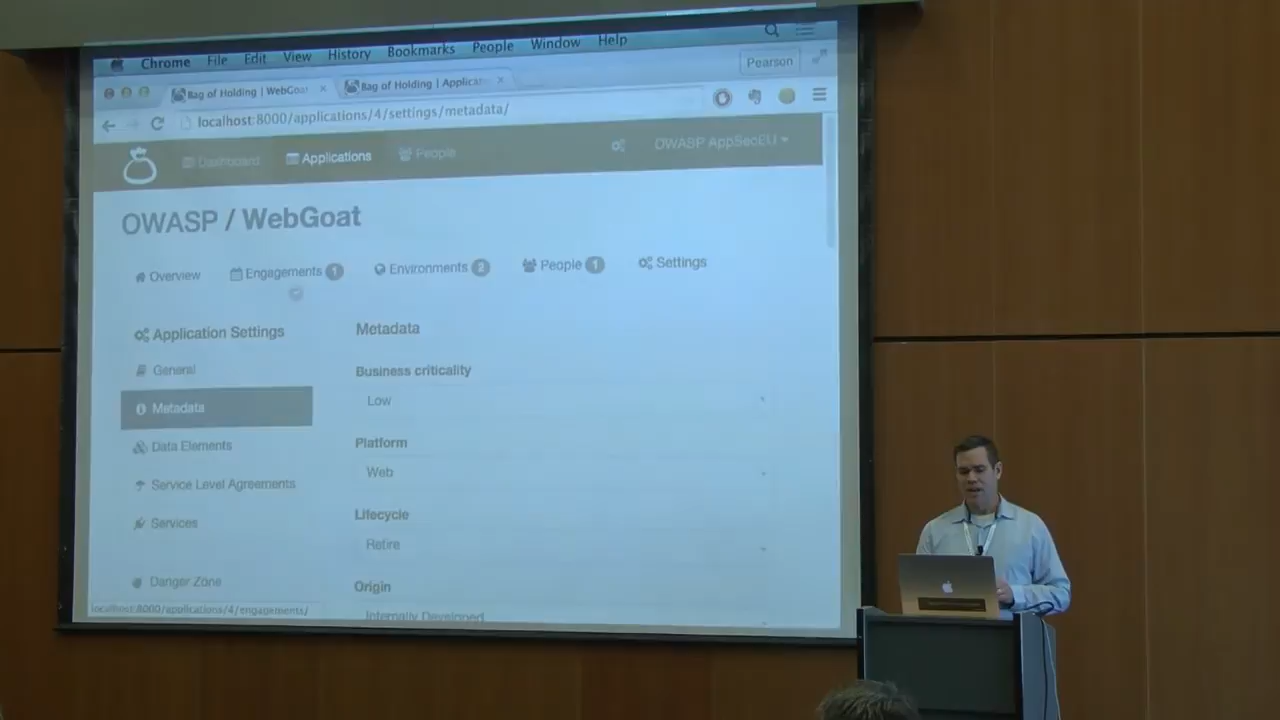 Chrome File Edit View History Bookmarks People Window Help
Pearson
Bag of Holding | WebGoat Bag of Holding | Applicat
localhost:8000/applications/4/settings/metadata/
Dashboard Applications People OWASP AppSecEU
OWASP / WebGoat
Overview Engagements 1 Environments 2 People 1 Settings
Application Settings
General
Metadata
Data Elements
Service Level Agreements
Services
Danger Zone
Metadata
Business criticality
Low
Platform
Web
Lifecycle
Retire
Origin
Internally Developed
localhost:8000/applications/4/engagements/